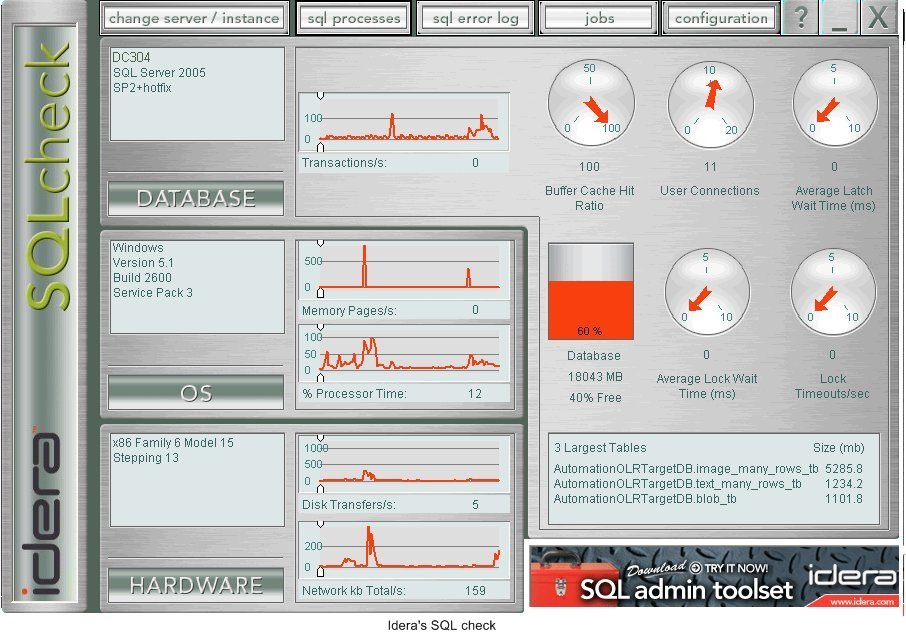 change server / instance
sql processes
sql error log
jobs
configuration
?
_
X
SQLcheck
idera™
DC304
SQL Server 2005
SP2+hotfix
DATABASE
100
0
Transactions/s: 0
50
0 100
100
Buffer Cache Hit
Ratio
10
0 20
11
User Connections
5
0 10
0
Average Latch
Wait Time (ms)
Windows
Version 5.1
Build 2600
Service Pack 3
OS
500
0
Memory Pages/s: 0
100
50
0
% Processor Time: 12
60 %
Database
18043 MB
40% Free
5
0 10
0
Average Lock Wait
Time (ms)
5
0 10
0
Lock
Timeouts/sec
x86 Family 6 Model 15
Stepping 13
HARDWARE
1000
500
0
Disk Transfers/s: 5
200
0
Network kb Total/s: 159
3 Largest Tables Size (mb)
AutomationOLRTargetDB.image_many_rows_tb 5285.8
AutomationOLRTargetDB.text_many_rows_tb 1234.2
AutomationOLRTargetDB.blob_tb 1101.8
Download TRY IT NOW!
SQL admin toolset
idera
www.idera.com
Idera's SQL check